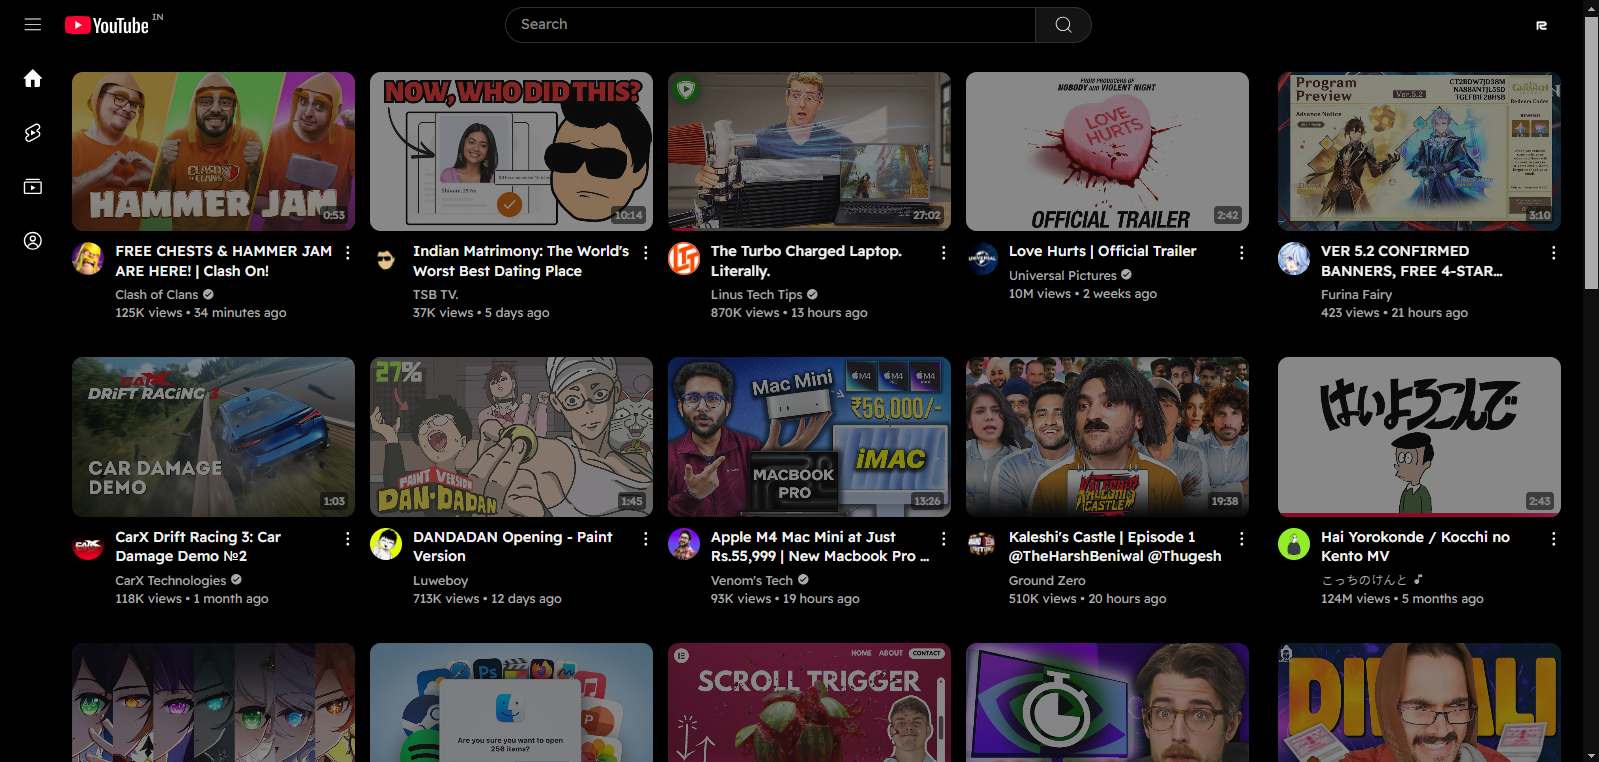 YouTube IN
Search
HAMMER JAM
0:53
NOW, WHO DID THIS?
10:14
27:02
FROM PRODUCERS OF
NOBODY AND VIOLENT NIGHT
LOVE
HURTS
OFFICIAL TRAILER
2:42
Program
Preview
Ver.5.2
Advance Notice
Redeem Codes
3:10
FREE CHESTS & HAMMER JAM
ARE HERE! | Clash On!
Clash of Clans
125K views • 34 minutes ago
Indian Matrimony: The World's
Worst Best Dating Place
TSB TV.
37K views • 5 days ago
The Turbo Charged Laptop.
Literally.
Linus Tech Tips
870K views • 13 hours ago
Love Hurts | Official Trailer
Universal Pictures
10M views • 2 weeks ago
VER 5.2 CONFIRMED
BANNERS, FREE 4-STAR...
Furina Fairy
423 views • 21 hours ago
CarX
DRIFT RACING 3
CAR DAMAGE
DEMO
1:03
27%
PAINT VERSION
DAN·DADAN
1:45
Mac Mini
M4
₹56,000/-
iMAC
MACBOOK
PRO
13:26
CASTLE
19:38
はいよろこんで
2:43
CarX Drift Racing 3: Car
Damage Demo №2
CarX Technologies
118K views • 1 month ago
DANDADAN Opening - Paint
Version
Luweboy
713K views • 12 days ago
Apple M4 Mac Mini at Just
Rs.55,999 | New Macbook Pro ...
Venom's Tech
93K views • 19 hours ago
Kaleshi's Castle | Episode 1
@TheHarshBeniwal @Thugesh
Ground Zero
510K views • 20 hours ago
Hai Yorokonde / Kocchi no
Kento MV
こっちのけんと
124M views • 5 months ago
Are you sure you want to open
256 items?
HOME ABOUT CONTACT
SCROLL TRIGGER
DIWALI